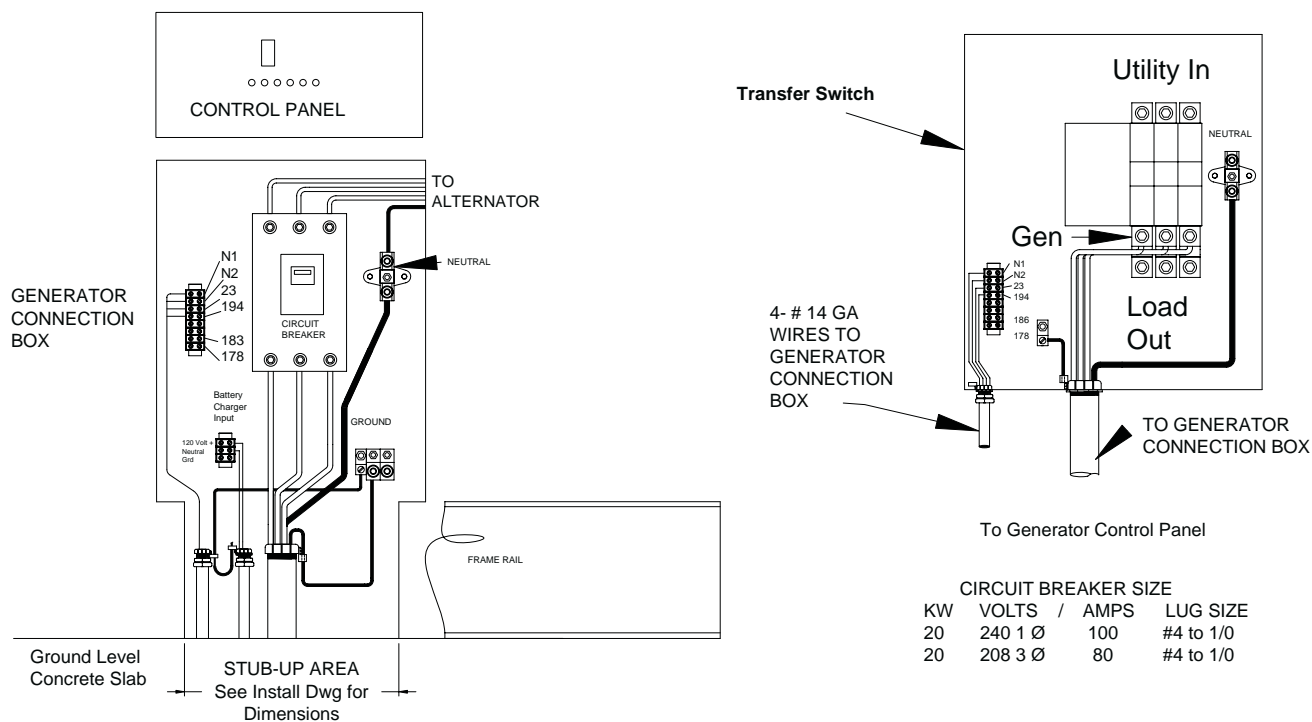 CONTROL PANEL
TO
ALTERNATOR
NEUTRAL
N1
N2
23
194
183
178
GENERATOR
CONNECTION
BOX
CIRCUIT
BREAKER
Battery
Charger
Input
120 Volt +
Neutral
Grd
GROUND
FRAME RAIL
Ground Level
Concrete Slab
STUB-UP AREA
See Install Dwg for
Dimensions
Transfer Switch
Utility In
NEUTRAL
Gen
N1
N2
23
194
186
178
Load
Out
4- # 14 GA
WIRES TO
GENERATOR
CONNECTION
BOX
TO GENERATOR
CONNECTION BOX
To Generator Control Panel
CIRCUIT BREAKER SIZE
KW VOLTS / AMPS LUG SIZE
20 240 1 Ø 100 #4 to 1/0
20 208 3 Ø 80 #4 to 1/0